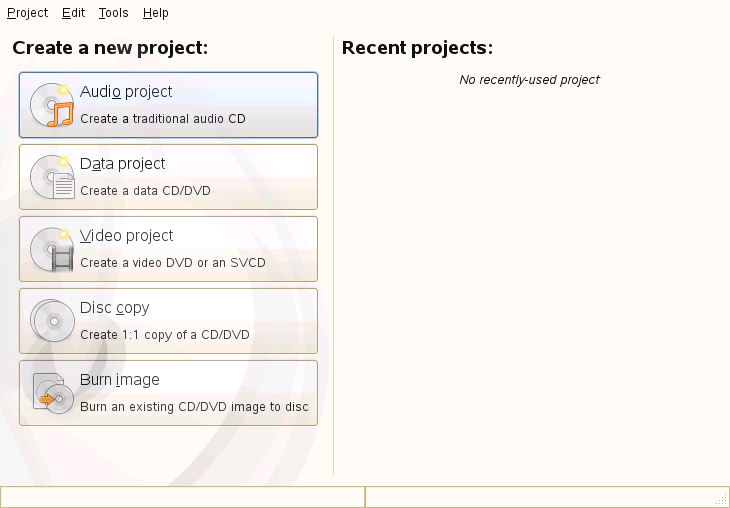 Project Edit Tools Help
Create a new project:
Audio project
Create a traditional audio CD
Data project
Create a data CD/DVD
Video project
Create a video DVD or an SVCD
Disc copy
Create 1:1 copy of a CD/DVD
Burn image
Burn an existing CD/DVD image to disc
Recent projects:
No recently-used project